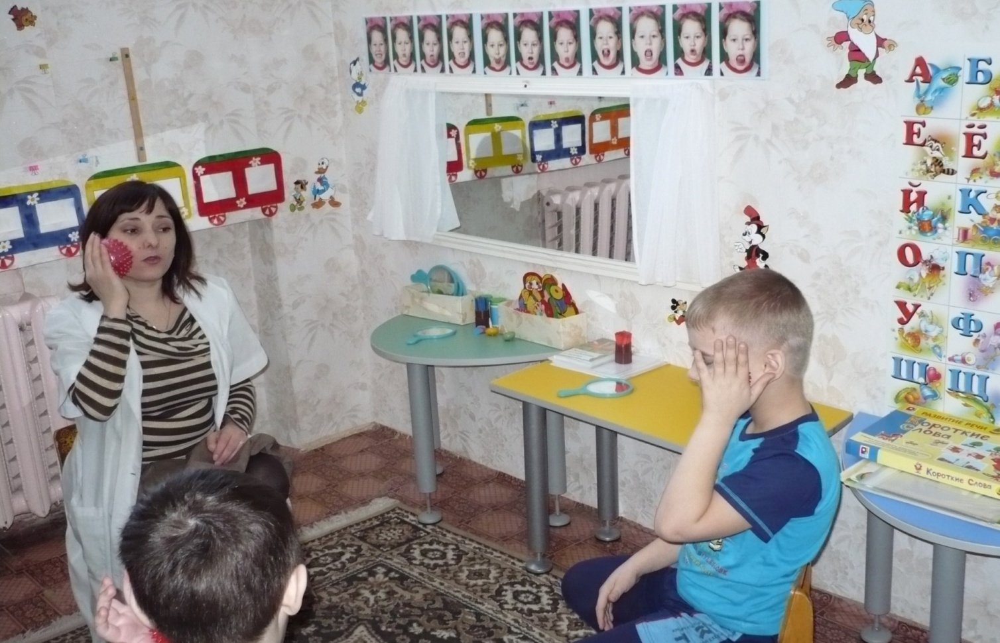 А Б
Е Ё
Й К
О П
У Ф
Ш Щ
РАЗВИТИЕ РЕЧИ
Короткие
Слова
Короткие Слова